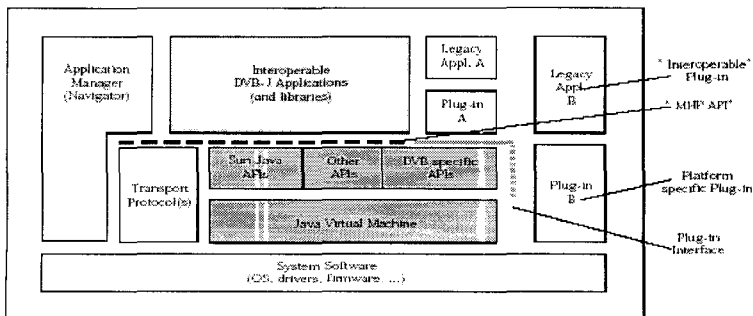 Application
Manager
(Navigator)
Interoperable
DVB-J Applications
(and libraries)
Legacy
Appl. A
Plug-in
A
Legacy
Appl.
B
"Interoperable"
Plug-in
"MHP API"
Transport
Protocol(s)
Sun Java
APIs
Other
APIs
DVB specific
APIs
Java Virtual Machine
Plug-in
B
Platform
specific Plug-in
Plug-in
Interface
System Software
(OS, drivers, firmware, ...)